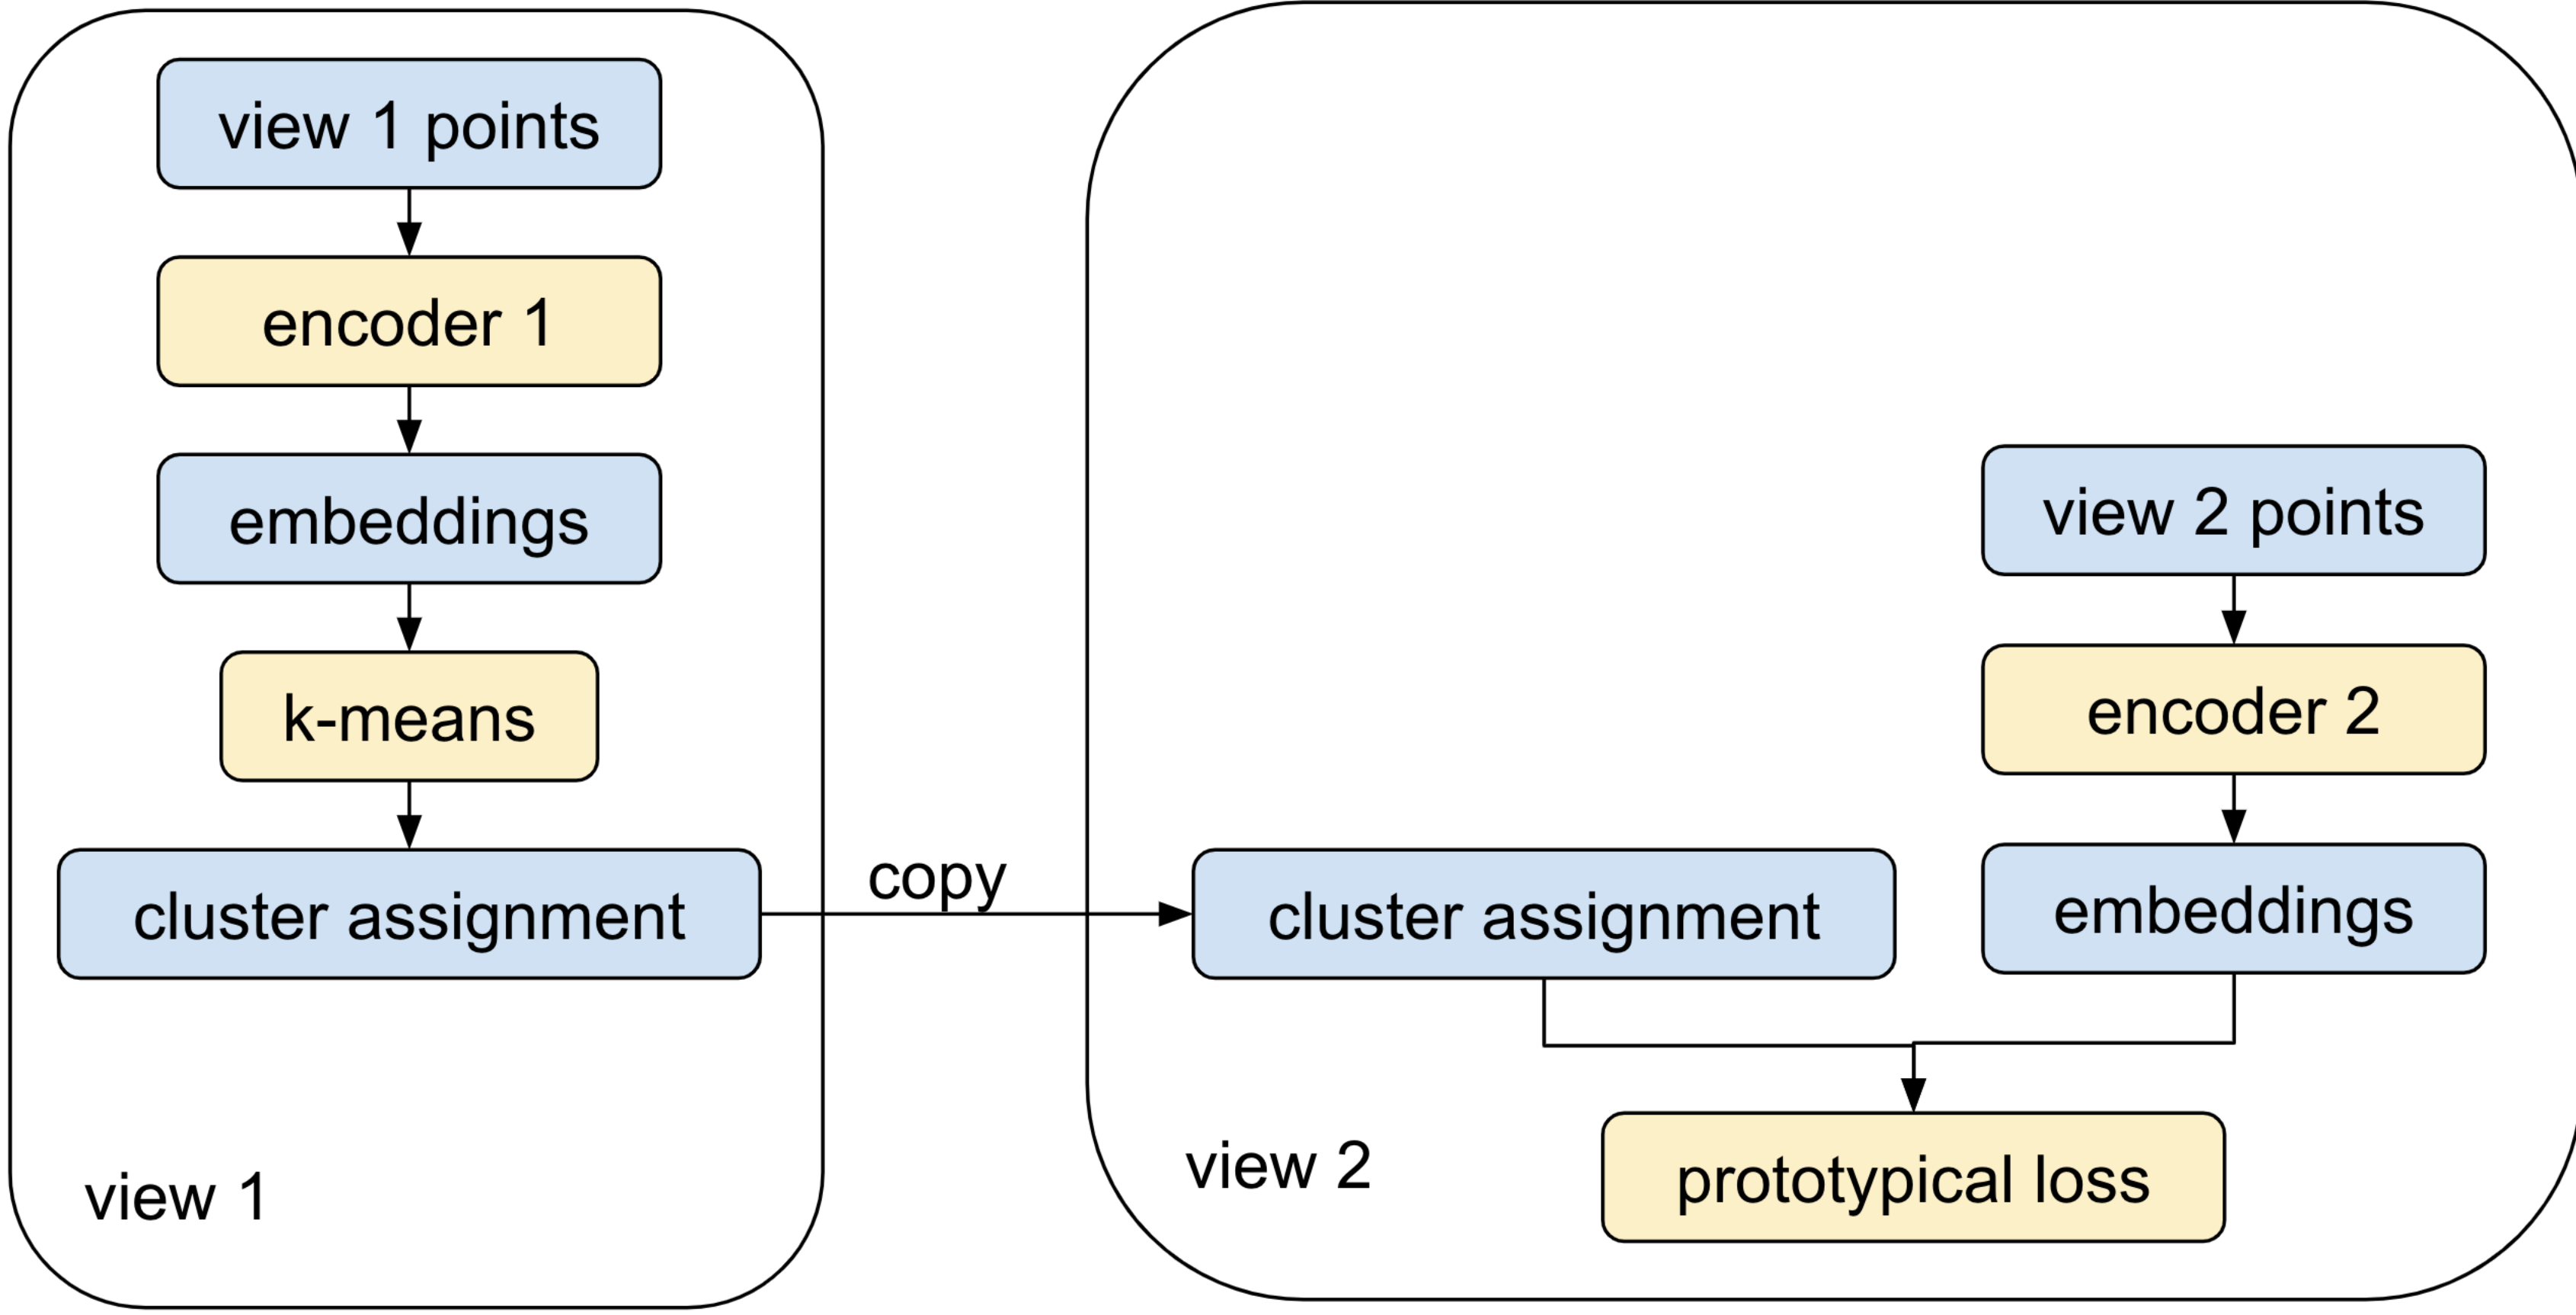 view 1 points
encoder 1
embeddings
k-means
cluster assignment
view 1
copy
view 2 points
encoder 2
cluster assignment
embeddings
view 2
prototypical loss